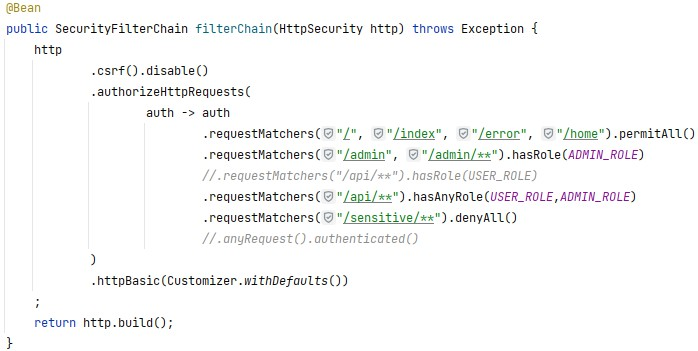 @Bean
public SecurityFilterChain filterChain(HttpSecurity http) throws Exception {
    http
            .csrf().disable()
            .authorizeHttpRequests(
                    auth -> auth
                            .requestMatchers("/", "/index", "/error", "/home").permitAll()
                            .requestMatchers("/admin", "/admin/**").hasRole(ADMIN_ROLE)
                            //.requestMatchers("/api/**").hasRole(USER_ROLE)
                            .requestMatchers("/api/**").hasAnyRole(USER_ROLE,ADMIN_ROLE)
                            .requestMatchers("/sensitive/**").denyAll()
                            //.anyRequest().authenticated()
            )
            .httpBasic(Customizer.withDefaults())
    ;
    return http.build();
}